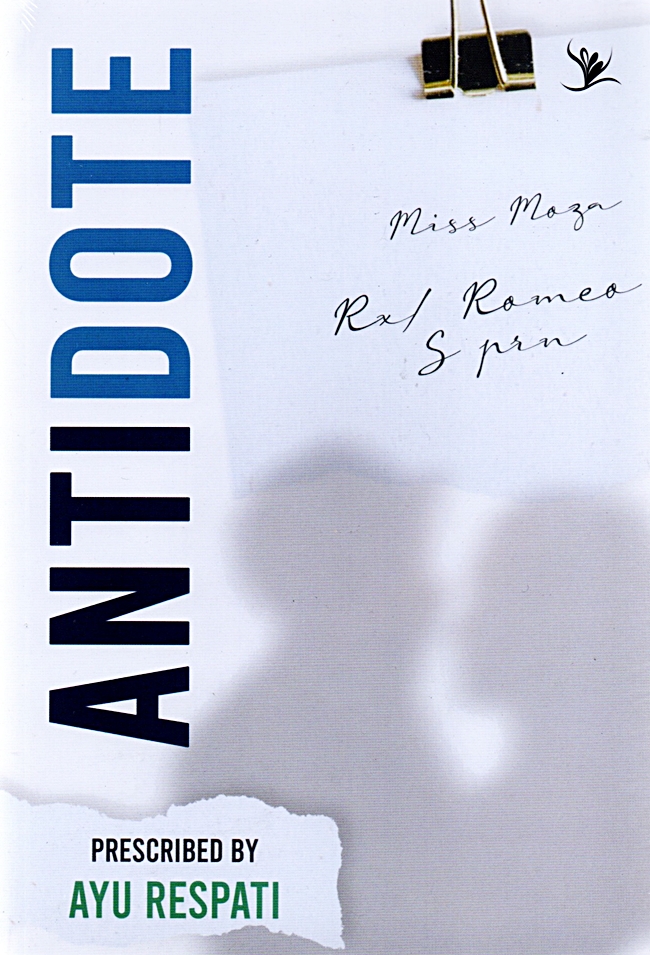 ANTIDOTE
Miss Moza
Rx/ Romeo
S prn
PRESCRIBED BY
AYU RESPATI